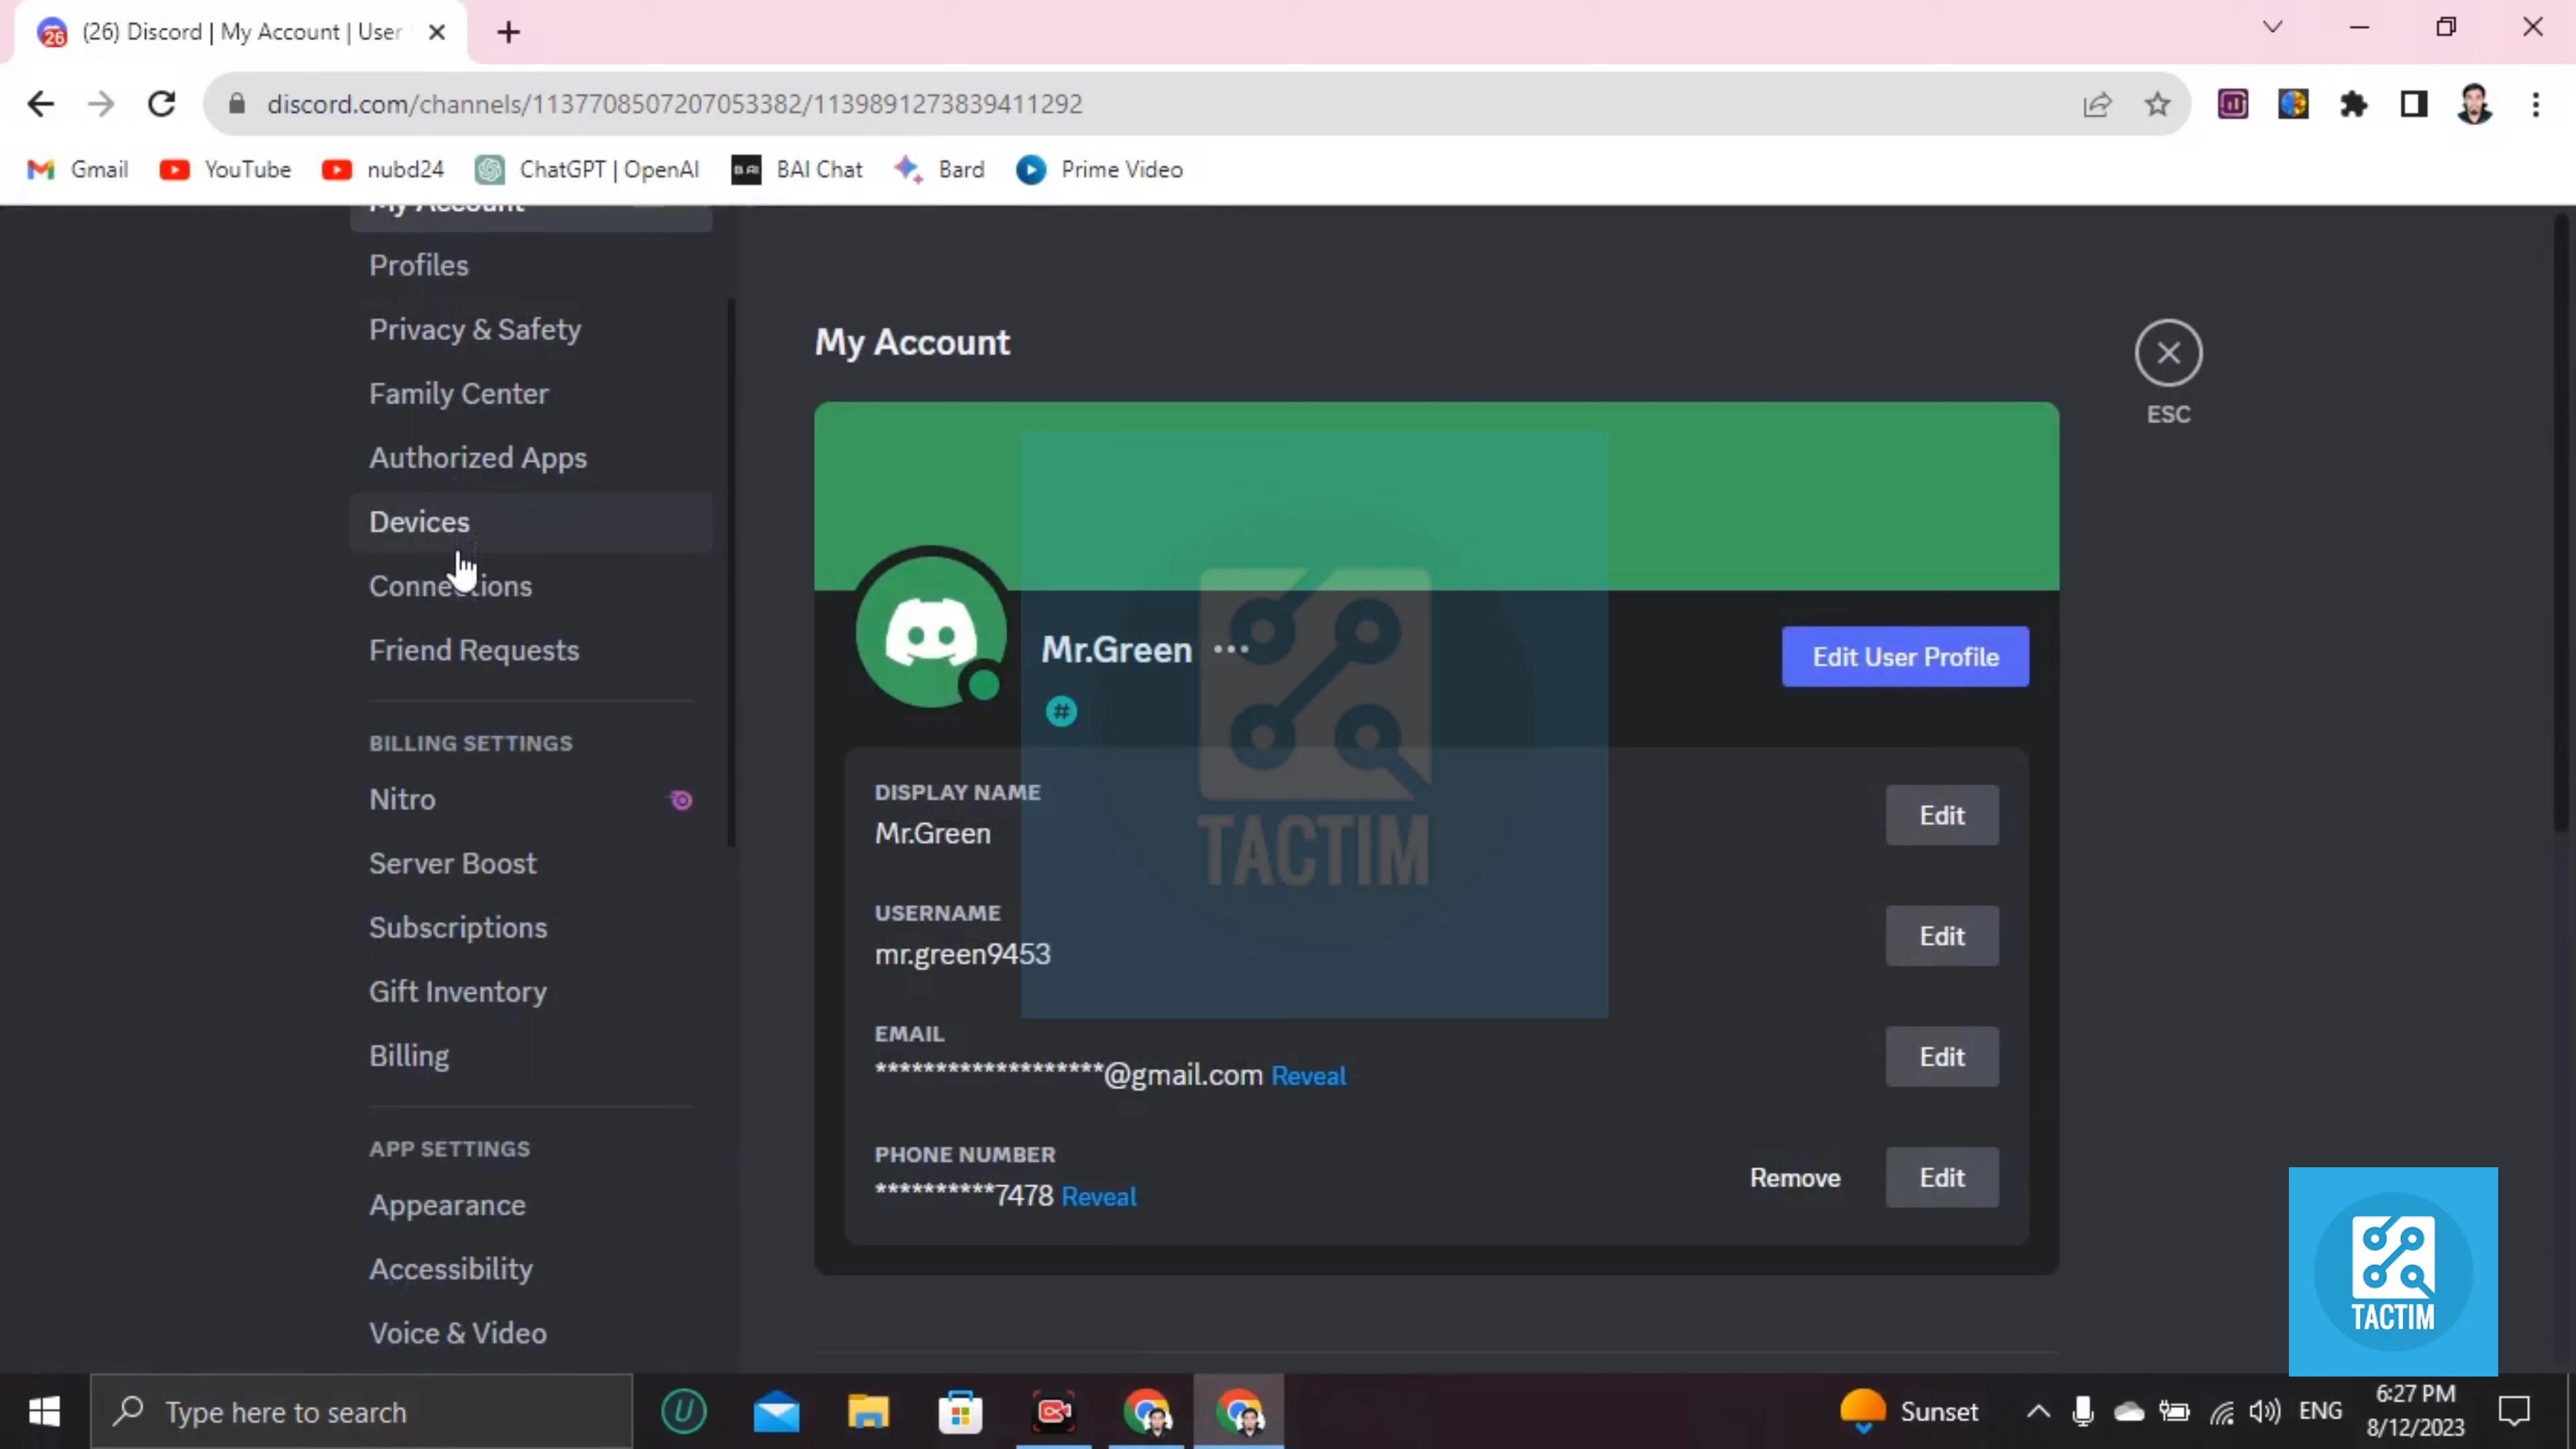 26
(26) Discord | My Account | User
discord.com/channels/1137708507207053382/1139891273839411292
Gmail
YouTube
nubd24
ChatGPT | OpenAI
BAI
BAI Chat
Bard
Prime Video
My Account
Profiles
Privacy & Safety
Family Center
Authorized Apps
Devices
Connections
Friend Requests
BILLING SETTINGS
Nitro
Server Boost
Subscriptions
Gift Inventory
Billing
APP SETTINGS
Appearance
Accessibility
Voice & Video
My Account
ESC
Mr.Green
#
Edit User Profile
DISPLAY NAME
Mr.Green
Edit
USERNAME
mr.green9453
Edit
EMAIL
*******************@gmail.com Reveal
Edit
PHONE NUMBER
**********7478 Reveal
Remove
Edit
TACTIM
TACTIM
Type here to search
U
Sunset
ENG
6:27 PM
8/12/2023